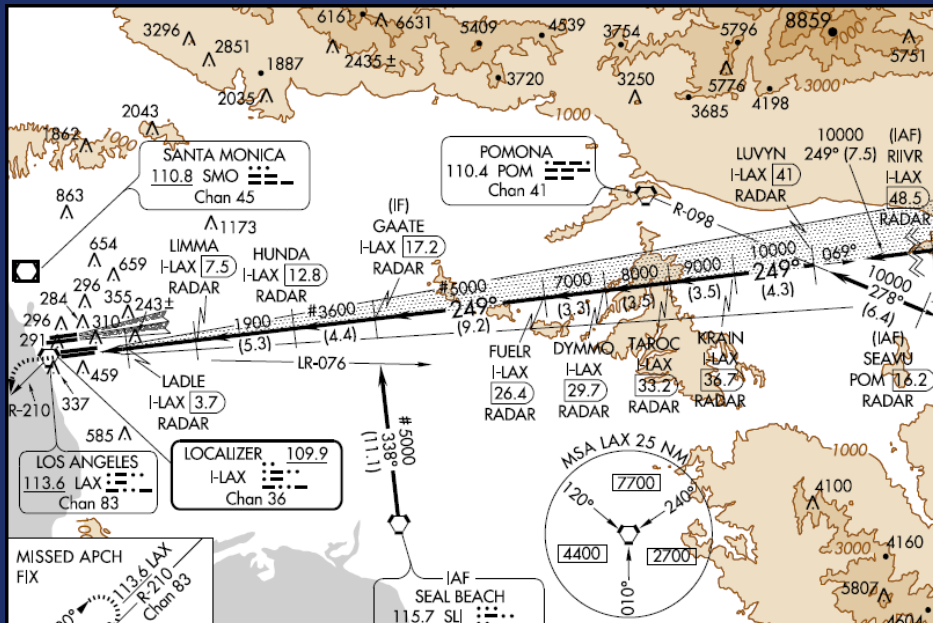 6161
6631
3296
2851
1887
2435 ±
2035
5409
4539
3720
3754
5796
3250
5776
3685
4198
8859
5751
3000
1000
1000
2043
1862
863
654
659
1173
SANTA MONICA
110.8 SMO
Chan 45
POMONA
110.4 POM
Chan 41
R-098
LUVYN
I-LAX 41
RADAR
10000
249° (7.5)
(IAF)
RIIVR
I-LAX
48.5
RADAR
(IF)
GAATE
I-LAX 17.2
RADAR
HUNDA
I-LAX 12.8
RADAR
LIMMA
I-LAX 7.5
RADAR
296
284
355
243±
296
310
291
459
337
585
R-210
1900
(5.3)
#3600
(4.4)
#5000
249°
(9.2)
7000
(3.3)
8000
(3.5)
9000
(3.5)
10000
249°
(4.3)
069°
10000
278°
(6.4)
LR-076
LADLE
I-LAX 3.7
RADAR
FUELR
I-LAX
26.4
RADAR
DYMMO
I-LAX
29.7
RADAR
TAROC
I-LAX
33.2
RADAR
KRAIN
I-LAX
36.7
RADAR
(IAF)
SEAVU
POM 16.2
RADAR
LOS ANGELES
113.6 LAX
Chan 83
LOCALIZER 109.9
I-LAX
Chan 36
#5000
338°
(11.1)
MSA LAX 25 NM
120°
240°
010°
7700
4400
2700
1000
4100
3000
4160
5807
4604
MISSED APCH
FIX
113.6 LAX
R-210
Chan 83
IAF
SEAL BEACH
115.7 SLI